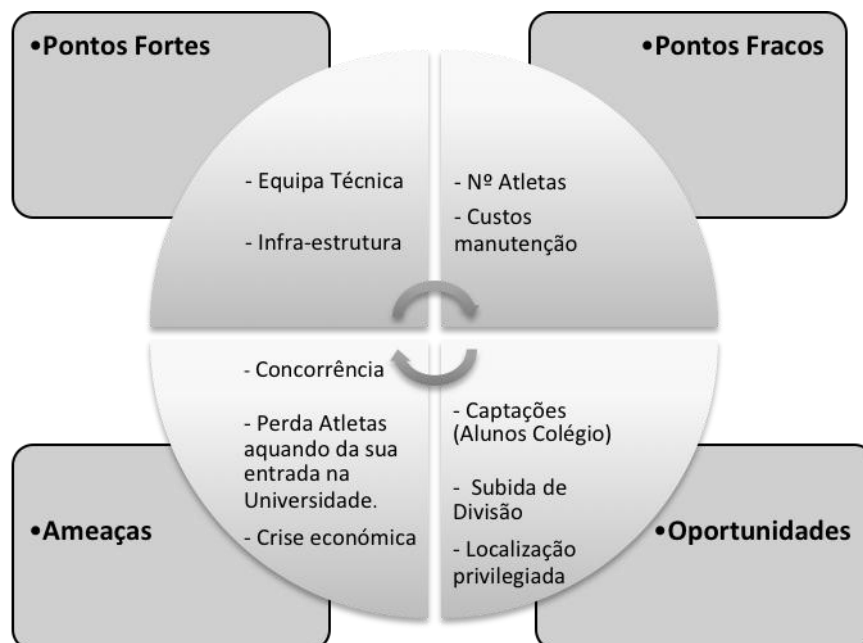 •Pontos Fortes
•Pontos Fracos
- Equipa Técnica
- Infra-estrutura
- Nº Atletas
- Custos
manutenção
- Concorrência
- Perda Atletas
aquando da sua
entrada na
Universidade.
- Crise económica
- Captações
(Alunos Colégio)
- Subida de
Divisão
- Localização
privilegiada
•Ameaças
•Oportunidades